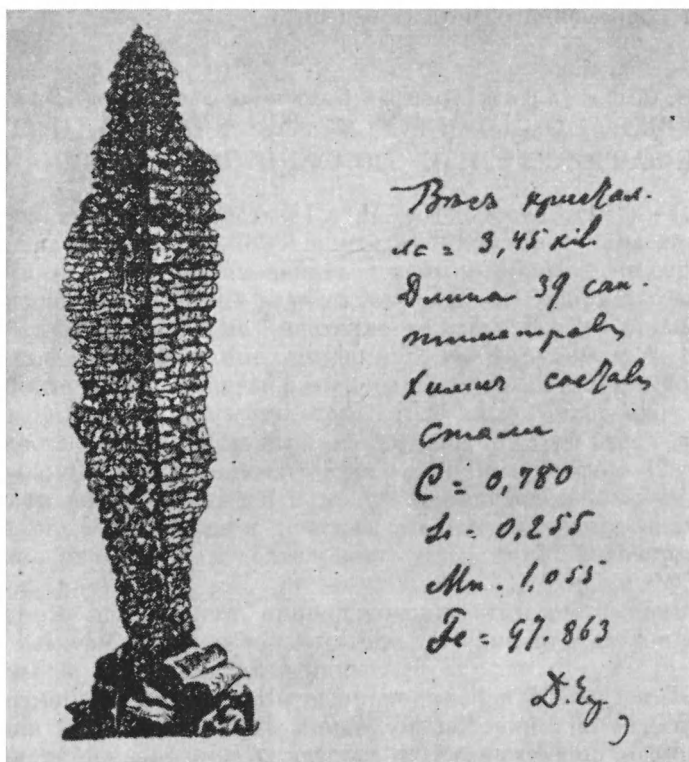 Вѣсъ кристал.
ла = 3,45 kil.
Длина 39 сан-
тиметровъ
Химич составъ
стали
C = 0,780
Si = 0,255
Mn = 1,055
Fe = 97.863